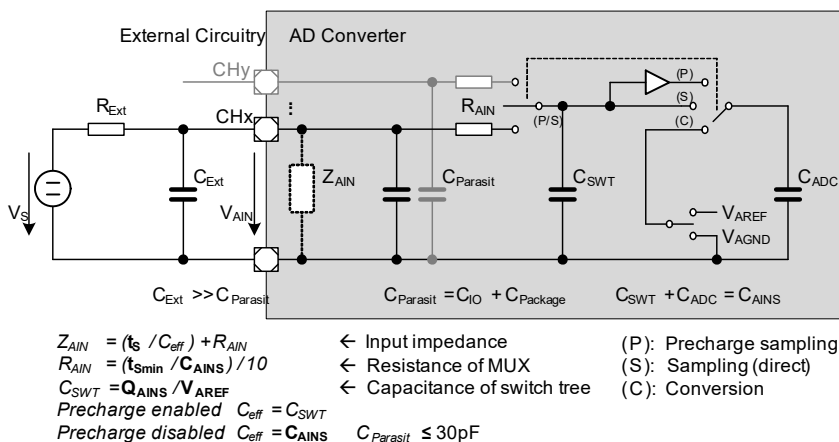 External Circuitry
AD Converter
CHy
R_Ext
CHx
⋮
R_AIN
(P)
(S)
(P/S)
(C)
V_S
C_Ext
V_AIN
Z_AIN
C_Parasit
C_SWT
C_ADC
V_AREF
V_AGND
C_Ext >> C_Parasit
C_Parasit = C_IO + C_Package
C_SWT + C_ADC = C_AINS
Z_AIN = (t_S / C_eff) + R_AIN ← Input impedance (P): Precharge sampling
R_AIN = (t_Smin / C_AINS) / 10 ← Resistance of MUX (S): Sampling (direct)
C_SWT = Q_AINS / V_AREF ← Capacitance of switch tree (C): Conversion
Precharge enabled C_eff = C_SWT
Precharge disabled C_eff = C_AINS C_Parasit ≤ 30pF